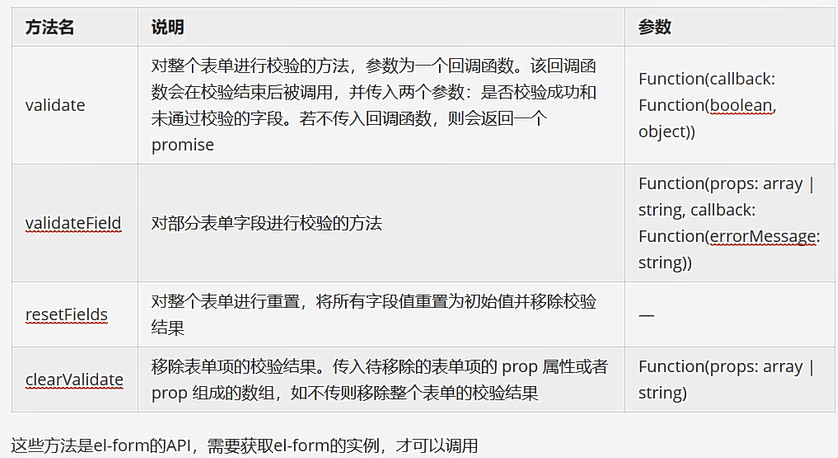 方法名 说明 参数
对整个表单进行校验的方法，参数为一个回调函数。该回调函
数会在校验结束后被调用，并传入两个参数：是否校验成功和
未通过校验的字段。若不传入回调函数，则会返回一个
promise
validate
Function(callback:
Function(boolean,
object))
validateField
对部分表单字段进行校验的方法
Function(props: array |
string, callback:
Function(errorMessage:
string))
resetFields
对整个表单进行重置，将所有字段值重置为初始值并移除校验
结果
—
clearValidate
移除表单项的校验结果。传入待移除的表单项的 prop 属性或者
prop 组成的数组，如不传则移除整个表单的校验结果
Function(props: array |
string)
这些方法是el-form的API，需要获取el-form的实例，才可以调用